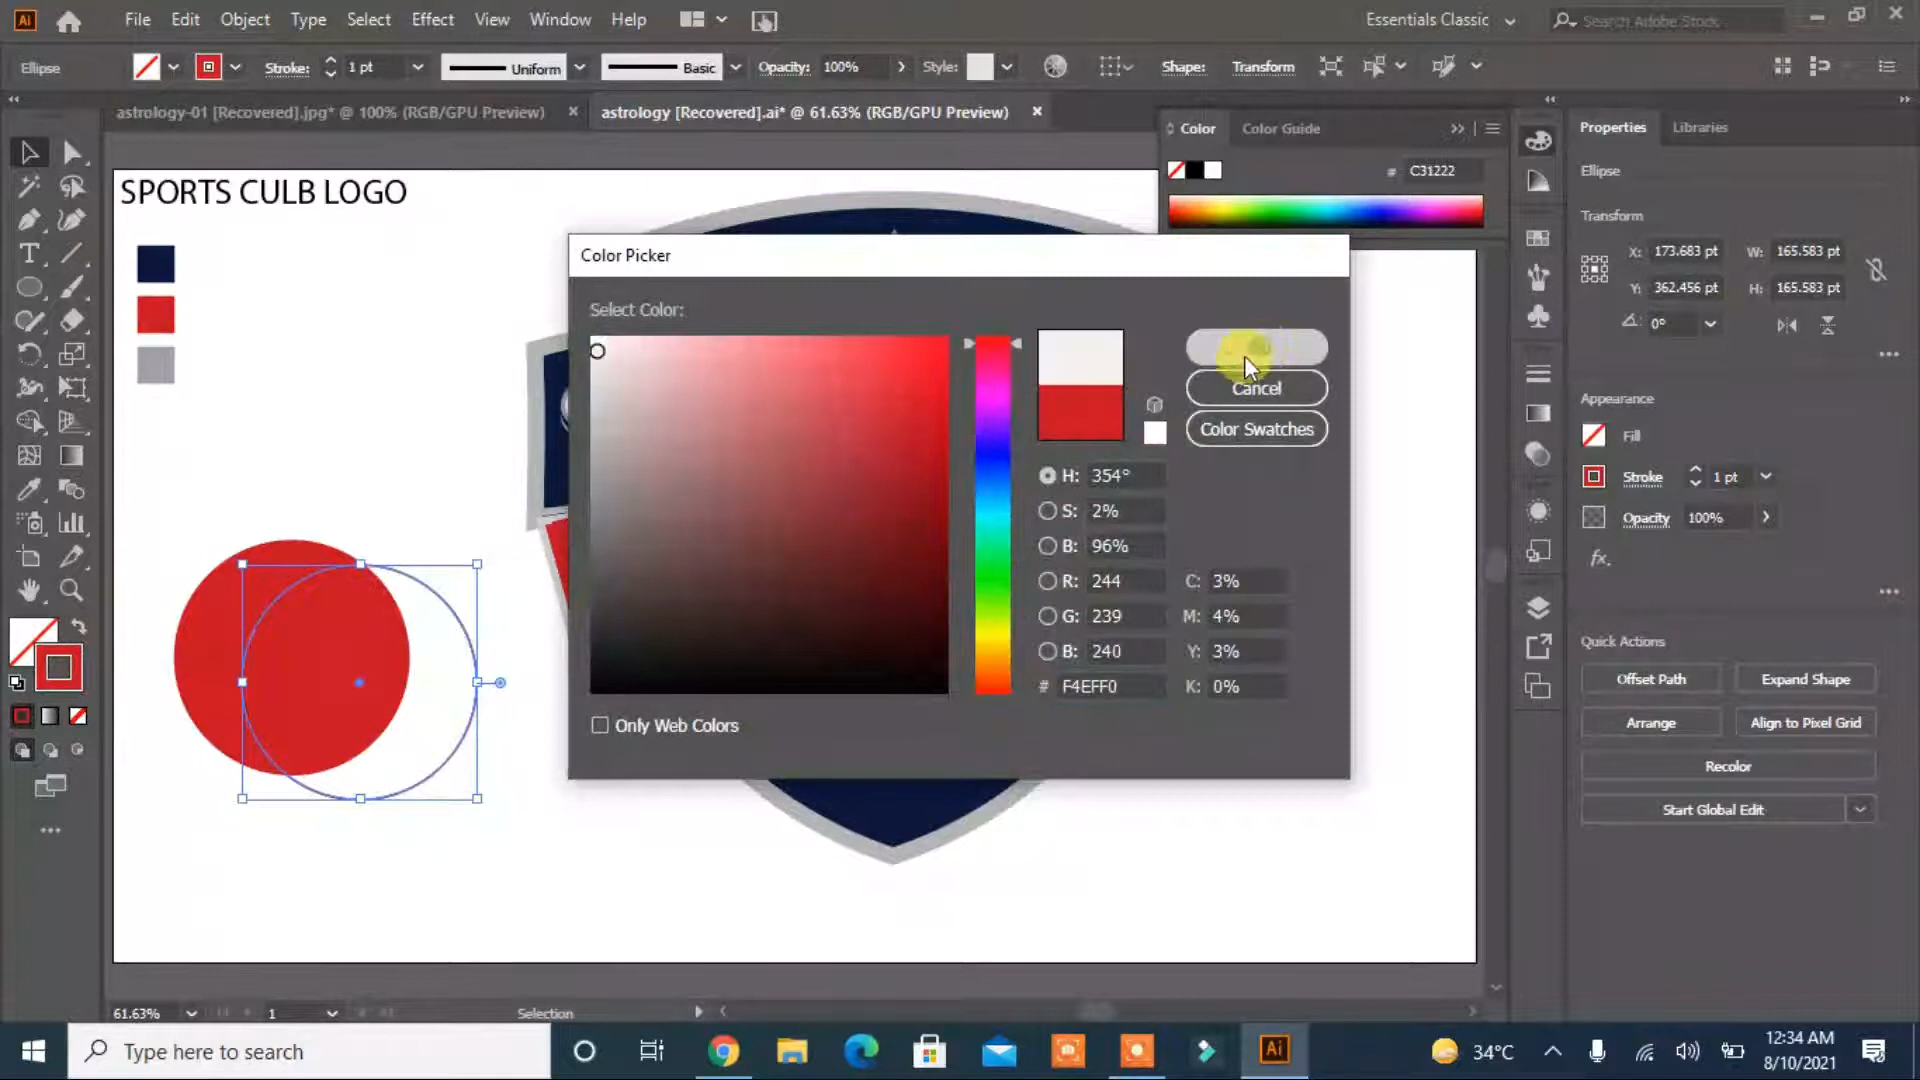 File Edit Object Type Select Effect View Window Help Essentials Classic Search Adobe Stock
Ellipse Stroke: 1 pt Uniform Basic Opacity: 100% Style: Shape: Transform
astrology-01 [Recovered].jpg* @ 100% (RGB/GPU Preview) × astrology [Recovered].ai* @ 61.63% (RGB/GPU Preview) ×
Color Color Guide
# C31222
Properties Libraries
Ellipse
Transform
X: 173.683 pt W: 165.583 pt
Y: 362.456 pt H: 165.583 pt
0°
Appearance
Fill
Stroke 1 pt
Opacity 100%
fx.
Quick Actions
Offset Path Expand Shape
Arrange Align to Pixel Grid
Recolor
Start Global Edit
SPORTS CULB LOGO
Color Picker
Select Color:
Cancel
Color Swatches
H: 354°
S: 2%
B: 96%
R: 244 C: 3%
G: 239 M: 4%
B: 240 Y: 3%
# F4EFF0 K: 0%
Only Web Colors
61.63% 1 Selection
Type here to search
Ai
34°C
12:34 AM
8/10/2021